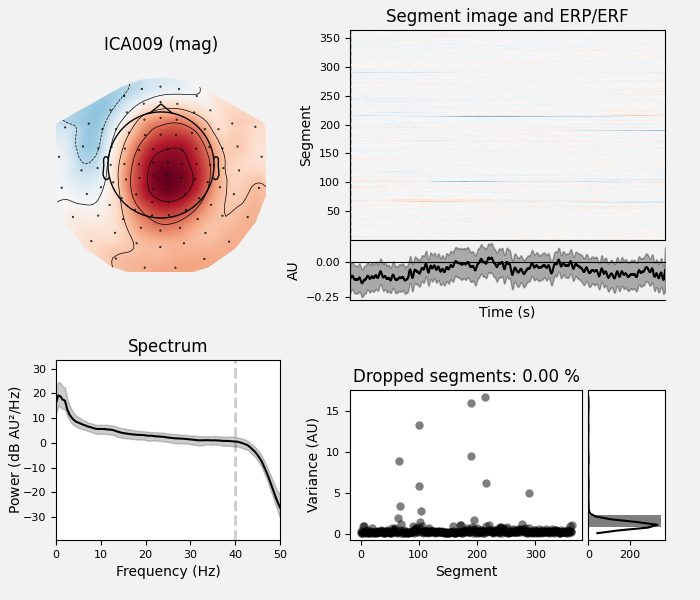 ICA009 (mag)
Segment image and ERP/ERF
Segment
350
300
250
200
150
100
50
AU
0.00
−0.25
Time (s)
Spectrum
Power (dB AU²/Hz)
30
20
10
0
−10
−20
−30
0 10 20 30 40 50
Frequency (Hz)
Dropped segments: 0.00 %
Variance (AU)
15
10
5
0
0 100 200 300
Segment
0 200